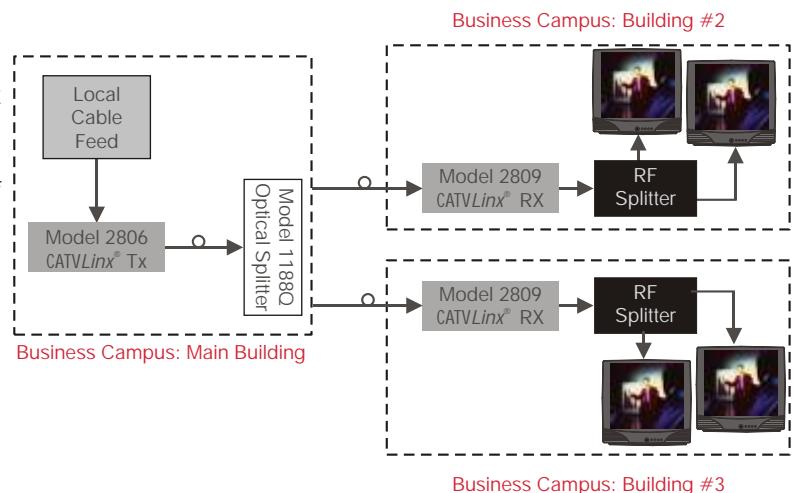 Business Campus: Building #2
Local
Cable
Feed
Model 2806
CATVLinx® Tx
Model 1188Q
Optical Splitter
Business Campus: Main Building
Model 2809
CATVLinx® RX
RF
Splitter
Model 2809
CATVLinx® RX
RF
Splitter
Business Campus: Building #3